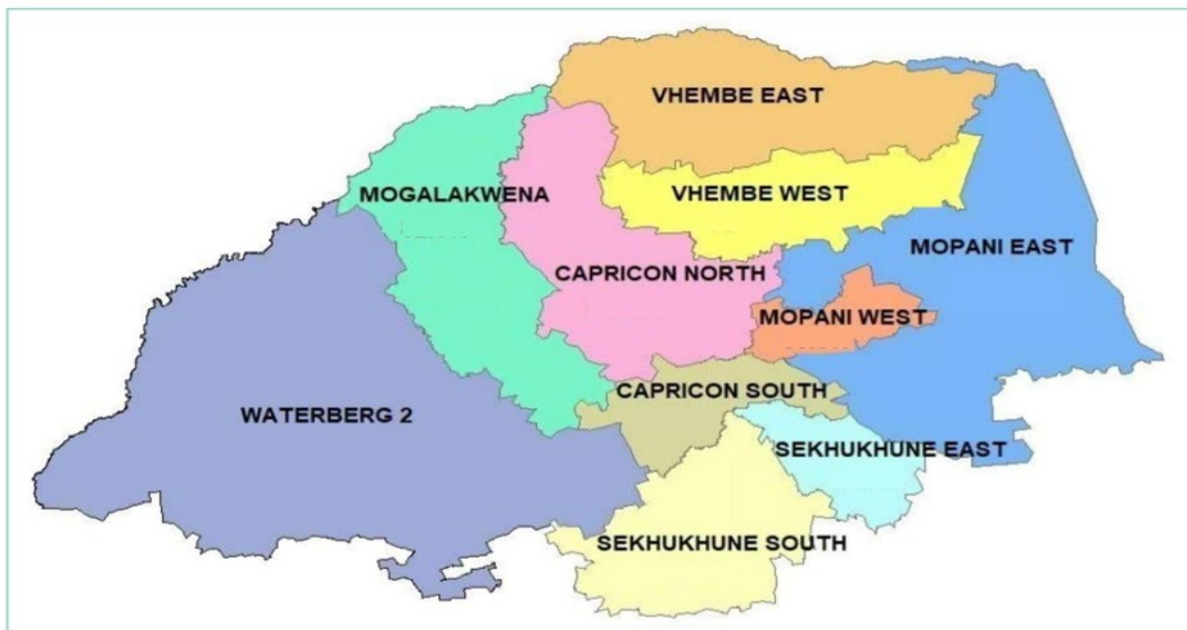 VHEMBE EAST
MOGALAKWENA
VHEMBE WEST
MOPANI EAST
CAPRICON NORTH
MOPANI WEST
CAPRICON SOUTH
WATERBERG 2
SEKHUKHUNE EAST
SEKHUKHUNE SOUTH